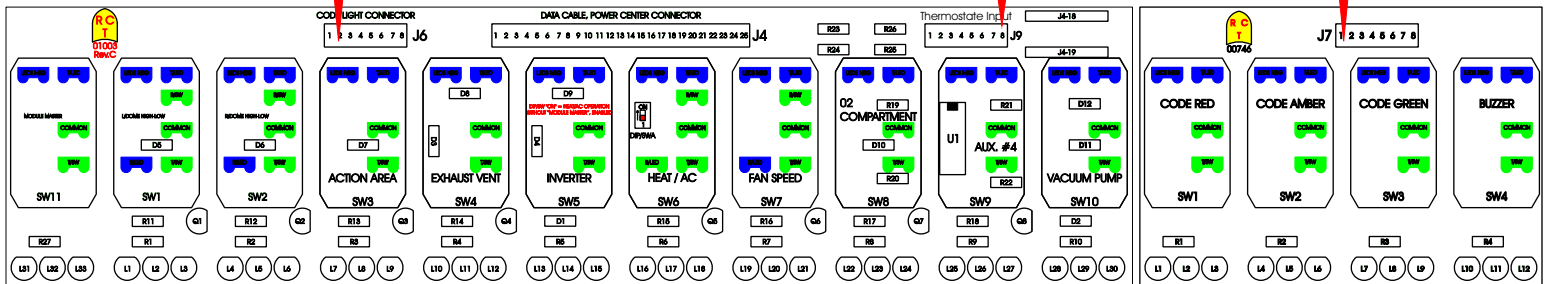 R C
T
01003
Rev.C
CODE LIGHT CONNECTOR
1 2 3 4 5 6 7 8
J6
DATA CABLE, POWER CENTER CONNECTOR
1 2 3 4 5 6 7 8 9 10 11 12 13 14 15 16 17 18 19 20 21 22 23 24 25
J4
R23
R26
R24
R25
Thermostate Input
1 2 3 4 5 6 7 8
J9
J4-18
J4-19
R C
T
00746
J7
1 2 3 4 5 6 7 8
MODULE MASTER
COMMON
SW11
COMMON
D5
SW1
COMMON
D6
SW2
COMMON
D7
ACTION AREA
SW3
D8
COMMON
D3
EXHAUST VENT
SW4
D9
COMMON
D4
INVERTER
SW5
ON
1
COMMON
HEAT / AC
SW6
COMMON
FAN SPEED
SW7
02
COMPARTMENT
R19
COMMON
D10
R20
SW8
U1
R21
COMMON
AUX. #4
R22
SW9
D12
COMMON
D11
VACUUM PUMP
SW10
CODE RED
COMMON
SW1
CODE AMBER
COMMON
SW2
CODE GREEN
COMMON
SW3
BUZZER
COMMON
SW4
R11
Q1
R12
Q2
R13
Q3
R14
Q4
D1
R15
Q5
R16
Q6
R17
Q7
R18
Q8
D2
R27
R1
R2
R3
R4
R5
R6
R7
R8
R9
R10
R1
R2
R3
R4
L31 L32 L33
L1 L2 L3
L4 L5 L6
L7 L8 L9
L10 L11 L12
L13 L14 L15
L16 L17 L18
L19 L20 L21
L22 L23 L24
L25 L26 L27
L28 L29 L30
L1 L2 L3
L4 L5 L6
L7 L8 L9
L10 L11 L12